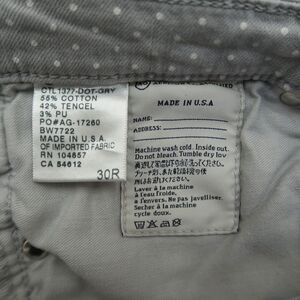 CTL1377-DOT-GRY
55% COTTON
42% TENCEL
3% PU
PO#AG-17260
BW7722
MADE IN U.S.A
OF IMPORTED FABRIC
RN 104657
CA 54612
30R
MADE IN U.S.A
NAME:
ADDRESS:
Machine wash cold. Inside out.
Do not bleach. Tumble dry low
Laver à la machine
à l'eau froide,
à l'envers. Ne pas javelliser.
Secher à la machine
cycle doux.